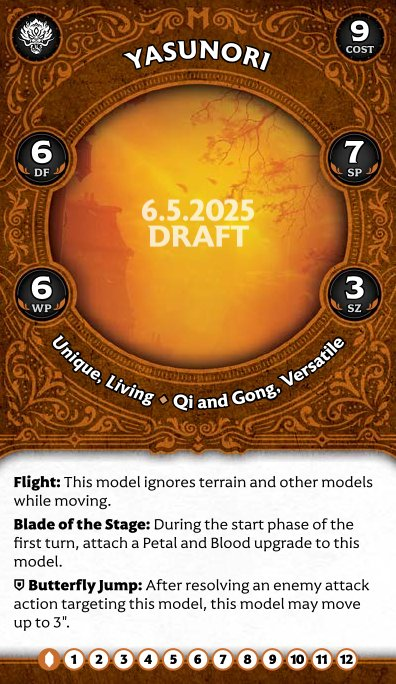 YASUNORI
9
COST
6
DF
7
SP
6.5.2025
DRAFT
6
WP
3
SZ
Unique, Living ⬧ Qi and Gong, Versatile
Flight: This model ignores terrain and other models
while moving.
Blade of the Stage: During the start phase of the
first turn, attach a Petal and Blood upgrade to this
model.
Butterfly Jump: After resolving an enemy attack
action targeting this model, this model may move
up to 3".
1 2 3 4 5 6 7 8 9 10 11 12